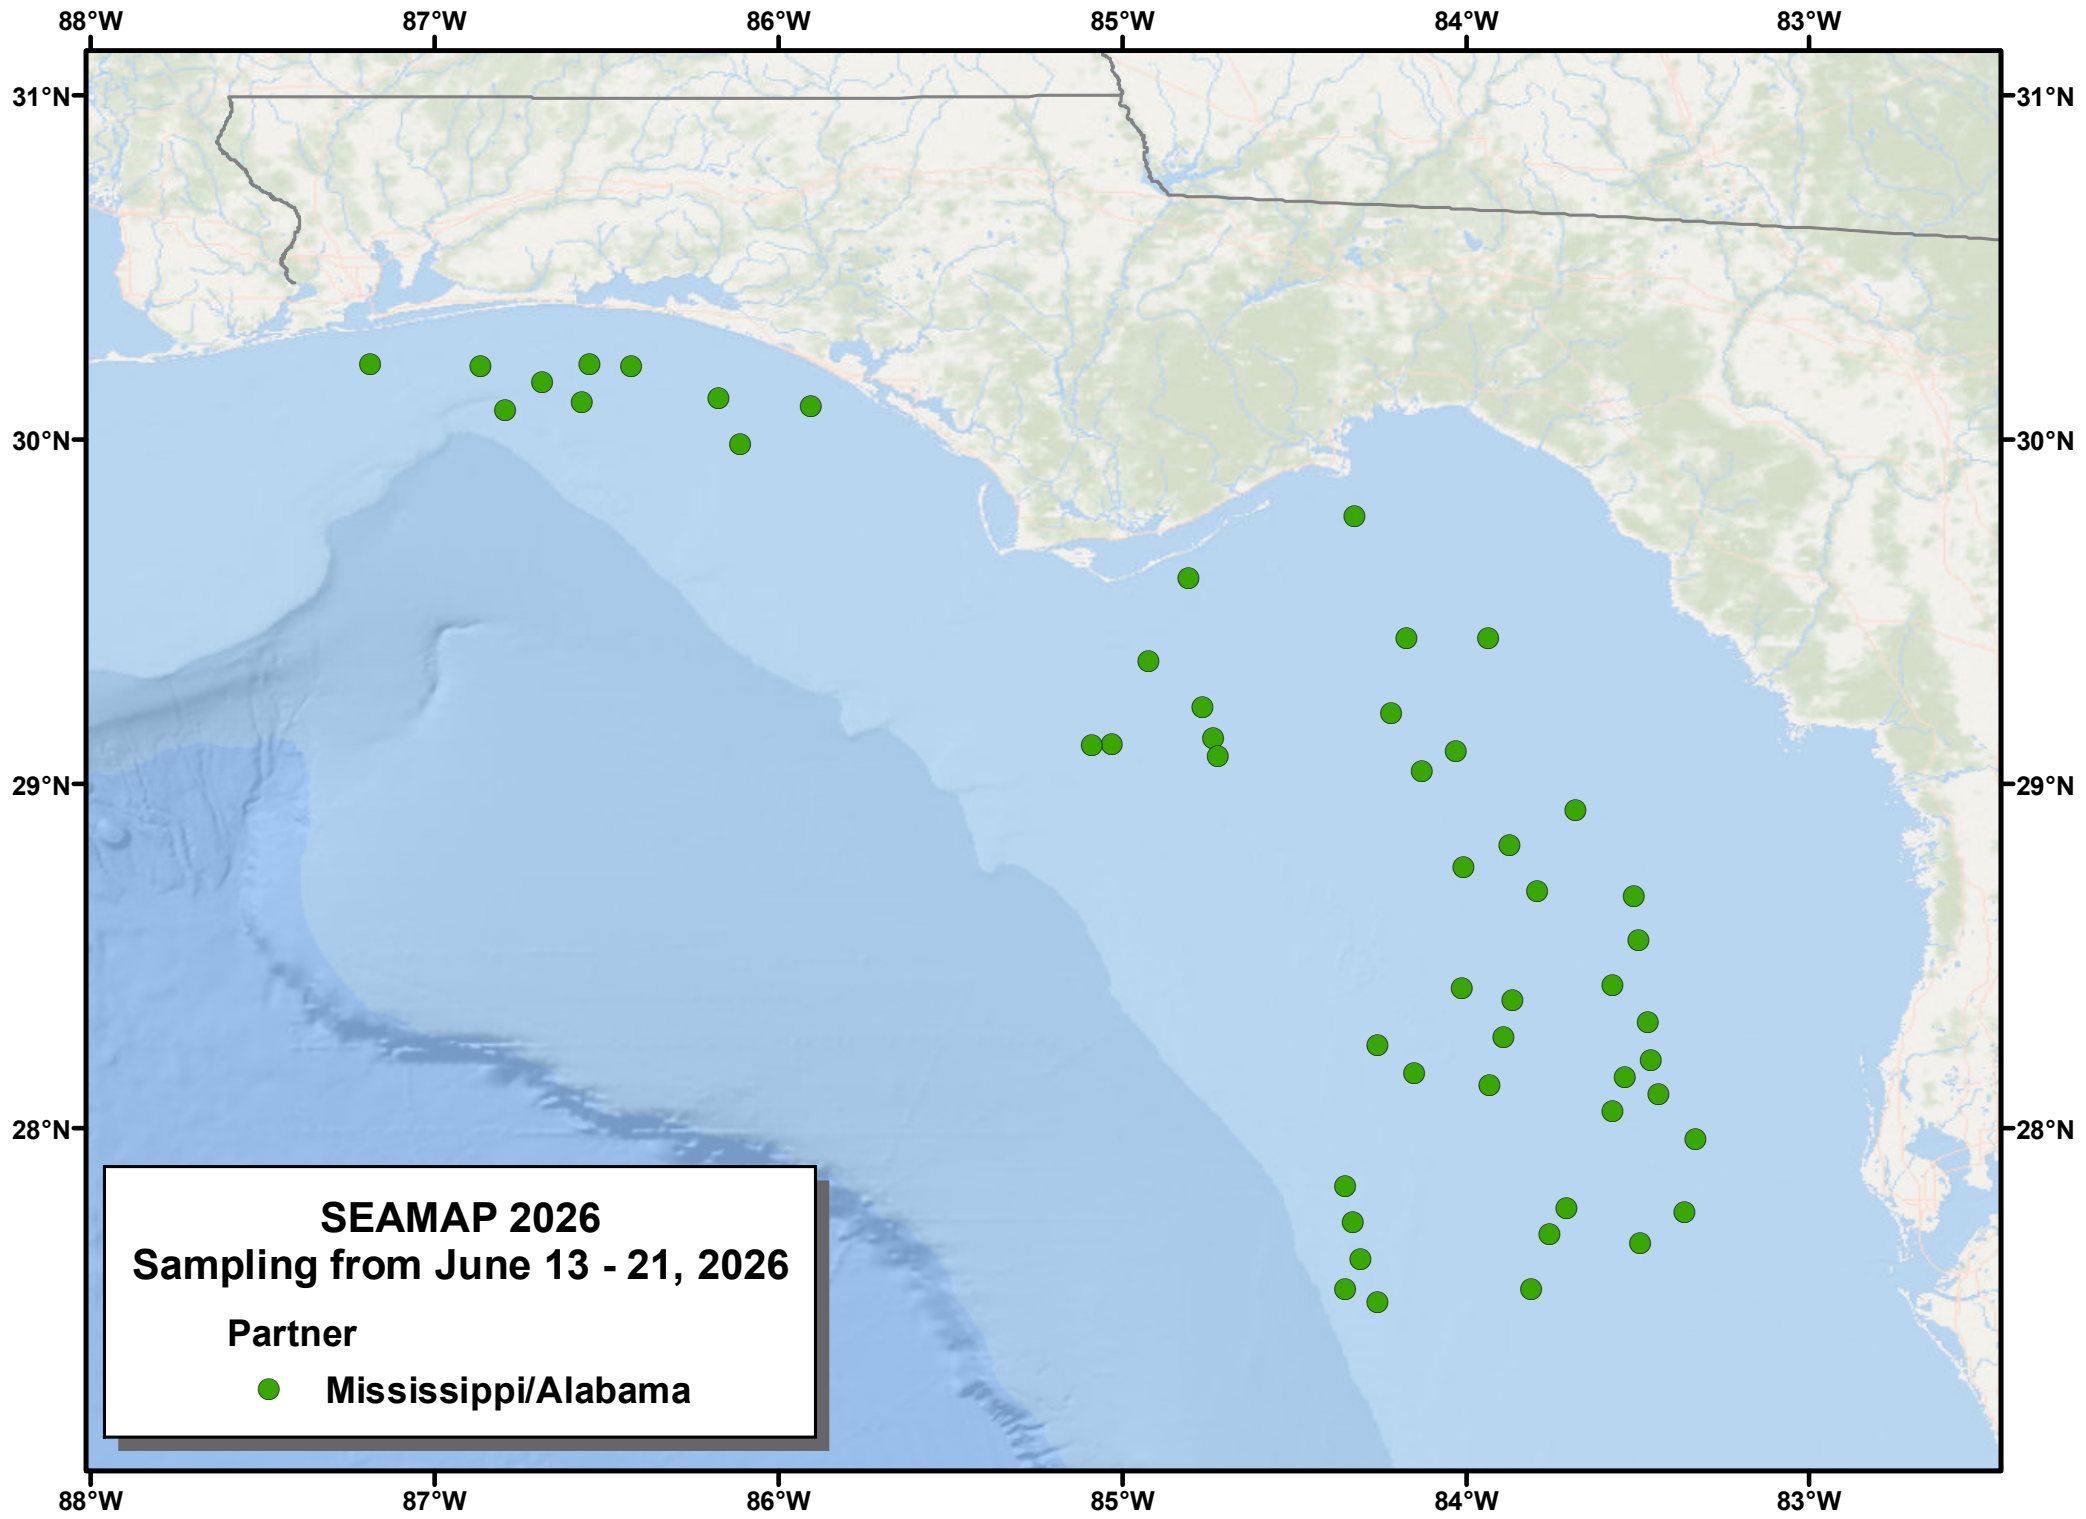 88°W 87°W 86°W 85°W 84°W 83°W
31°N 31°N
30°N 30°N
29°N 29°N
28°N 28°N
SEAMAP 2026
Sampling from June 13 - 21, 2026
Partner
Mississippi/Alabama
88°W 87°W 86°W 85°W 84°W 83°W